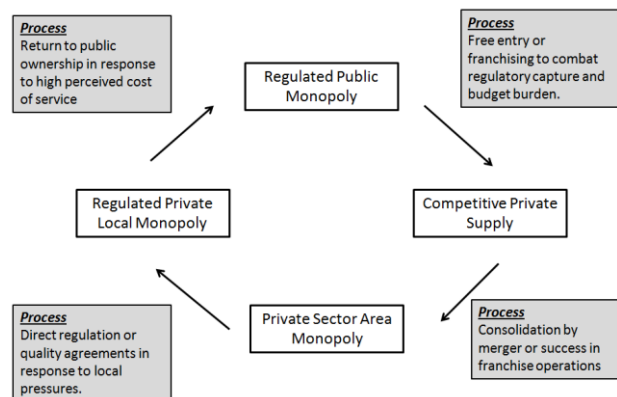 Process
Return to public
ownership in response
to high perceived cost
of service
Process
Free entry or
franchising to combat
regulatory capture and
budget burden.
Regulated Public
Monopoly
Regulated Private
Local Monopoly
Competitive Private
Supply
Process
Direct regulation or
quality agreements in
response to local
pressures.
Private Sector Area
Monopoly
Process
Consolidation by
merger or success in
franchise operations